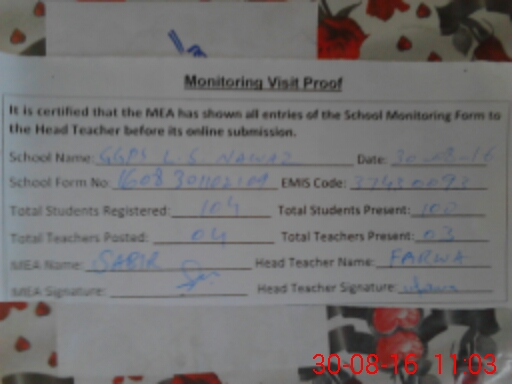 Monitoring Visit Proof
It is certified that the MEA has shown all entries of the School Monitoring Form to
the Head Teacher before its online submission.
School Name: GGPS L.S. NAWAZ Date: 30-08-16
School Form No. EMIS Code:
Total Students Registered: 104 Total Students Present: 100
Total Teachers Posted: 04 Total Teachers Present: 03
MEA Name: SABIR Head Teacher Name: FARWA
MEA Signature: Head Teacher Signature:
30-08-16 11:03